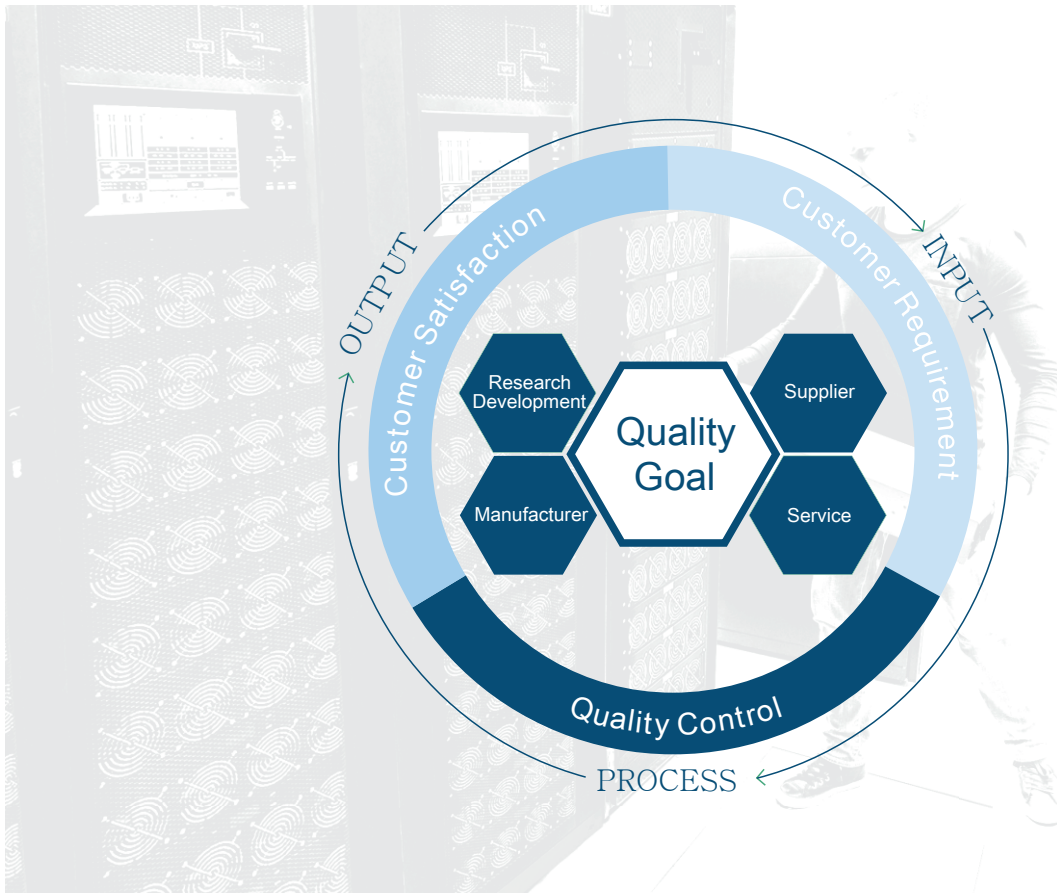 OUTPUT
INPUT
PROCESS
Customer Satisfaction
Customer Requirement
Quality Control
Research
Development
Manufacturer
Quality
Goal
Supplier
Service